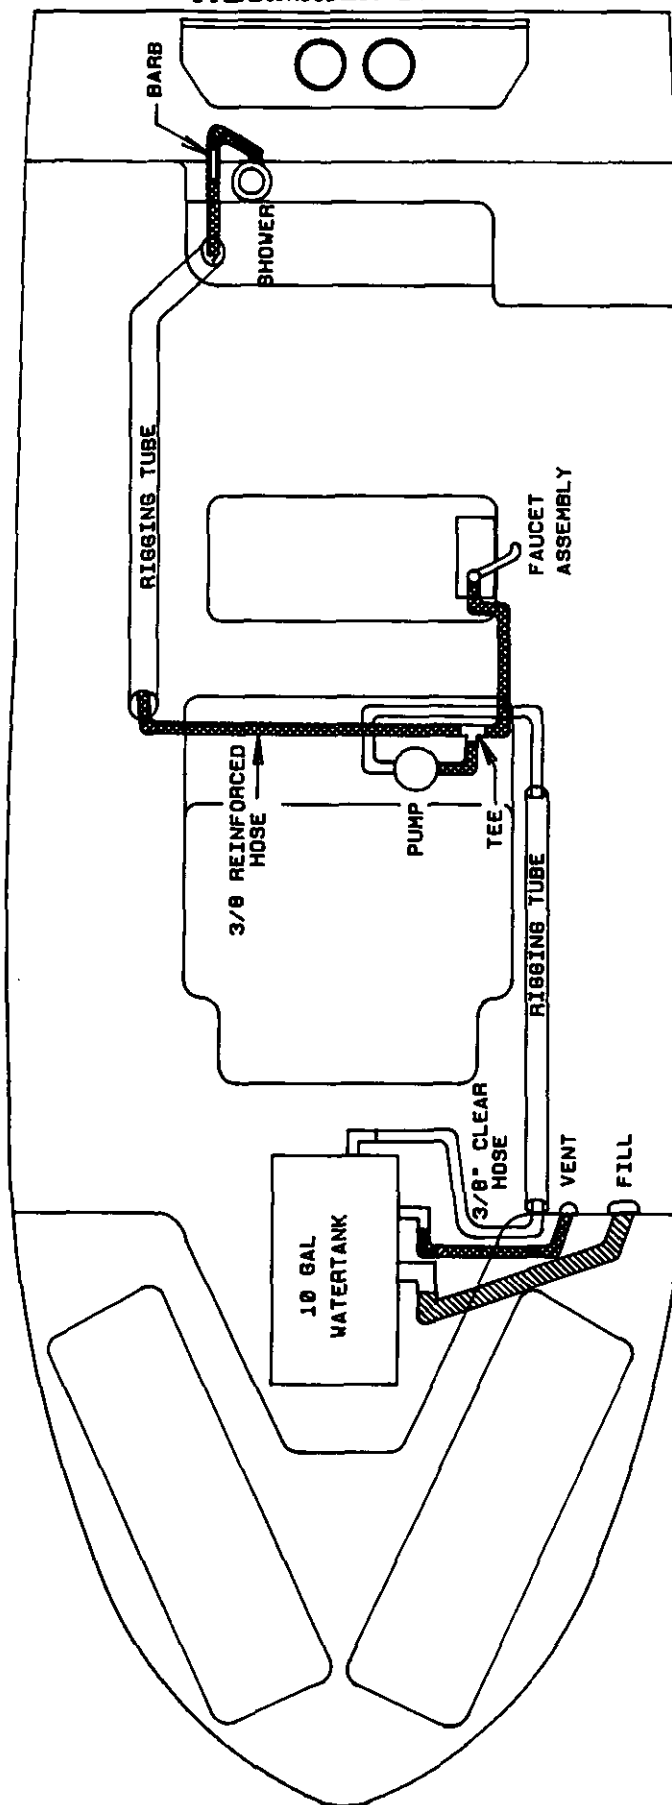 BARB
SHOWER
RIGGING TUBE
FAUCET
ASSEMBLY
3/8 REINFORCED
HOSE
PUMP
TEE
RIGGING TUBE
3/8" CLEAR
HOSE
VENT
FILL
10 GAL
WATERTANK